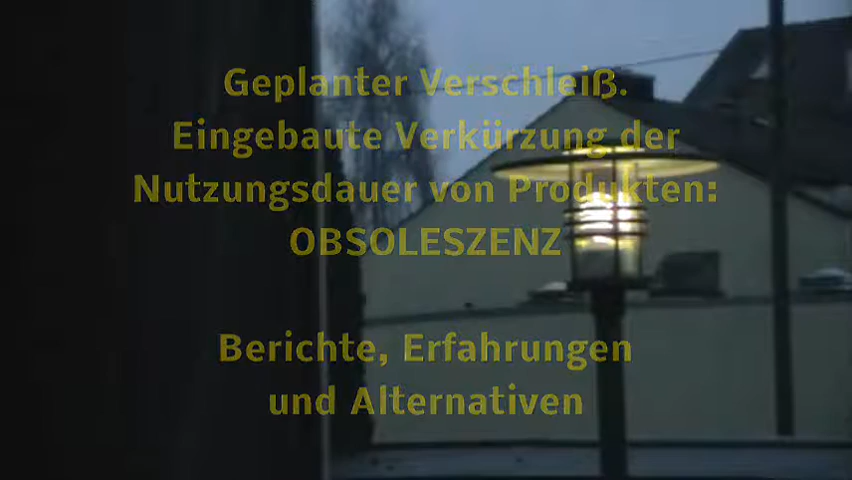 Geplanter Verschleiß.
Eingebaute Verkürzung der
Nutzungsdauer von Produkten:
OBSOLESZENZ
Berichte, Erfahrungen
und Alternativen